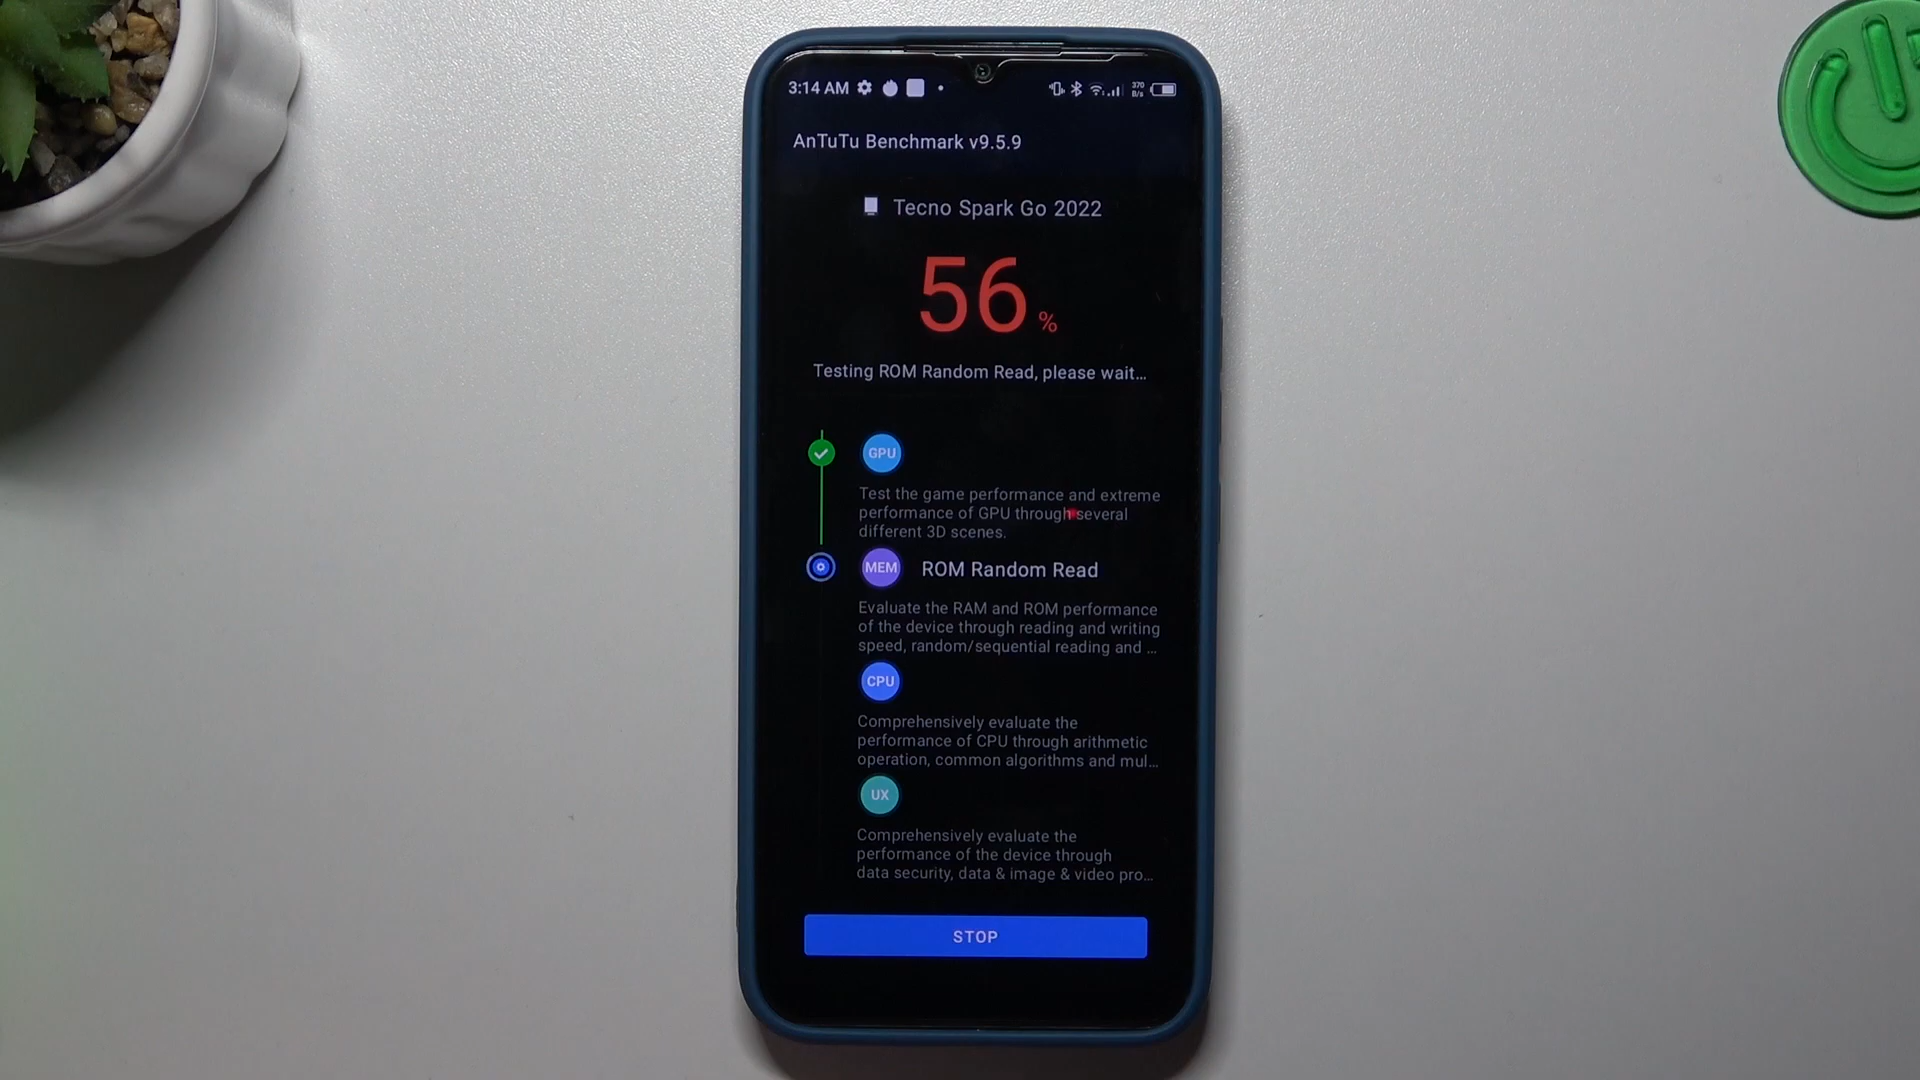 3:14 AM
370
B/s
AnTuTu Benchmark v9.5.9
Tecno Spark Go 2022
56 %
Testing ROM Random Read, please wait...
GPU
Test the game performance and extreme
performance of GPU through several
different 3D scenes.
MEM ROM Random Read
Evaluate the RAM and ROM performance
of the device through reading and writing
speed, random/sequential reading and ...
CPU
Comprehensively evaluate the
performance of CPU through arithmetic
operation, common algorithms and mul...
UX
Comprehensively evaluate the
performance of the device through
data security, data & image & video pro...
STOP